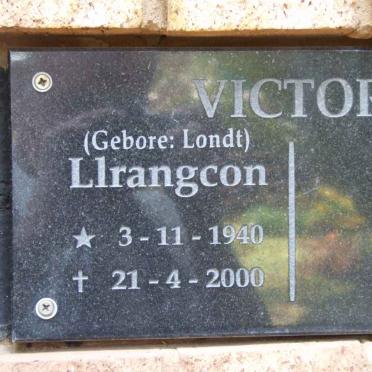 VICTOR
(Gebore: Londt)
Llrangcon
★ 3 - 11 - 1940
† 21 - 4 - 2000